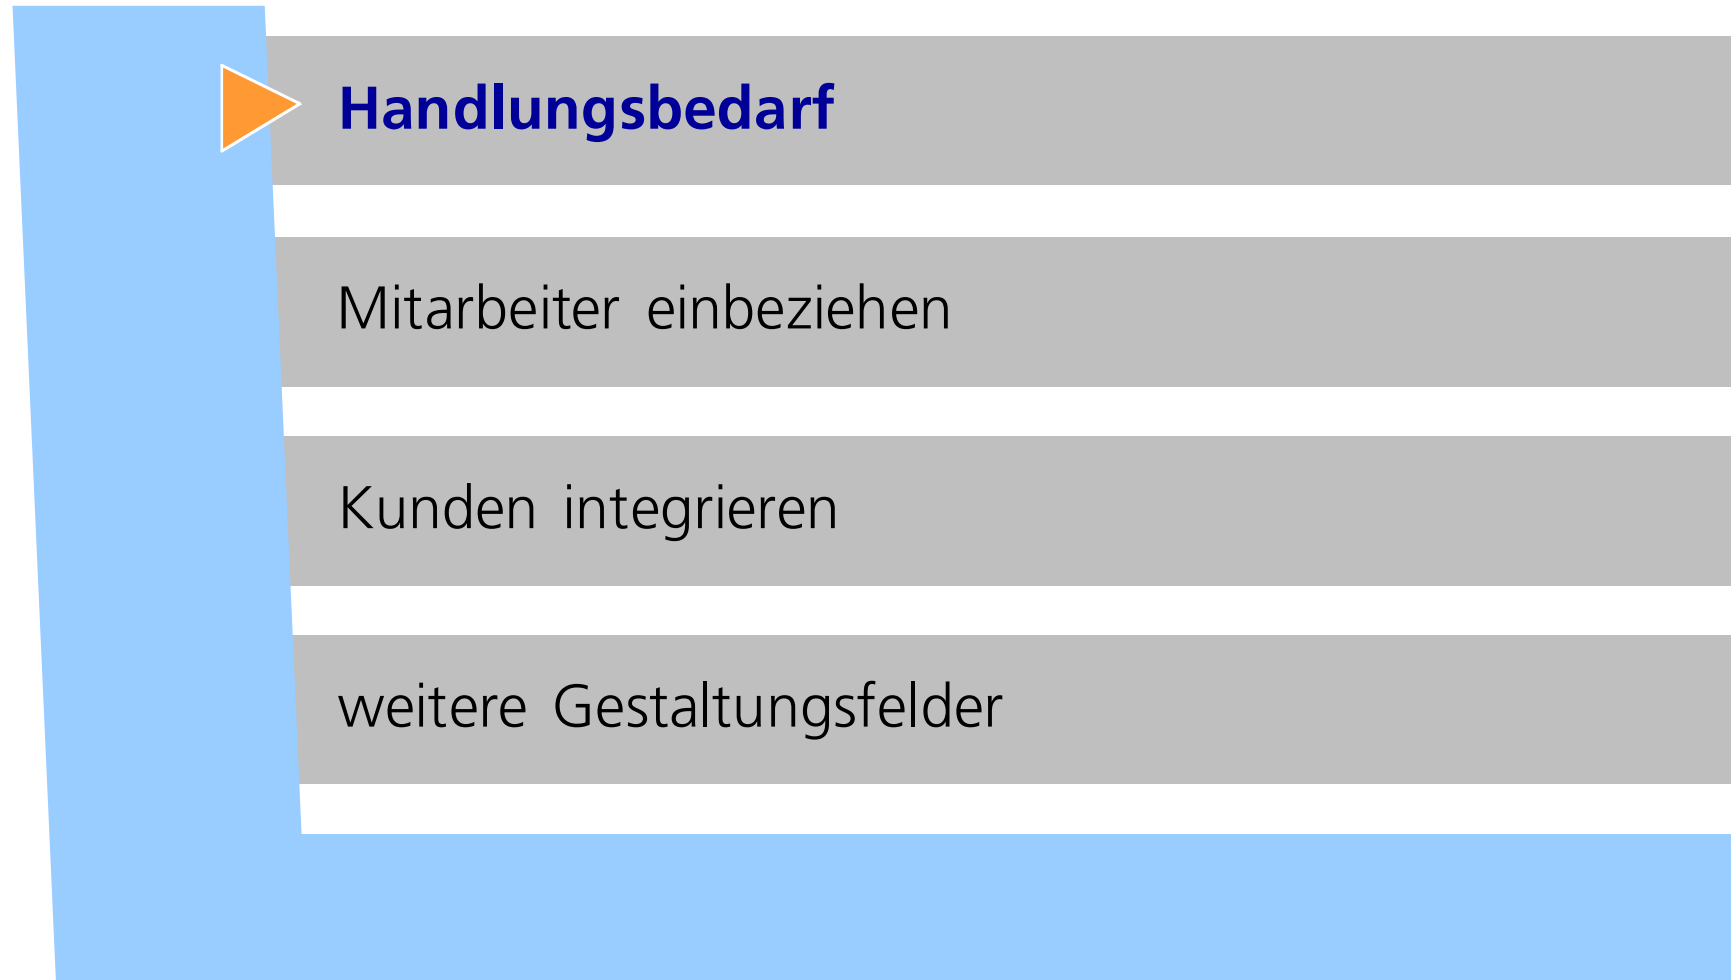 Handlungsbedarf
Mitarbeiter einbeziehen
Kunden integrieren
weitere Gestaltungsfelder